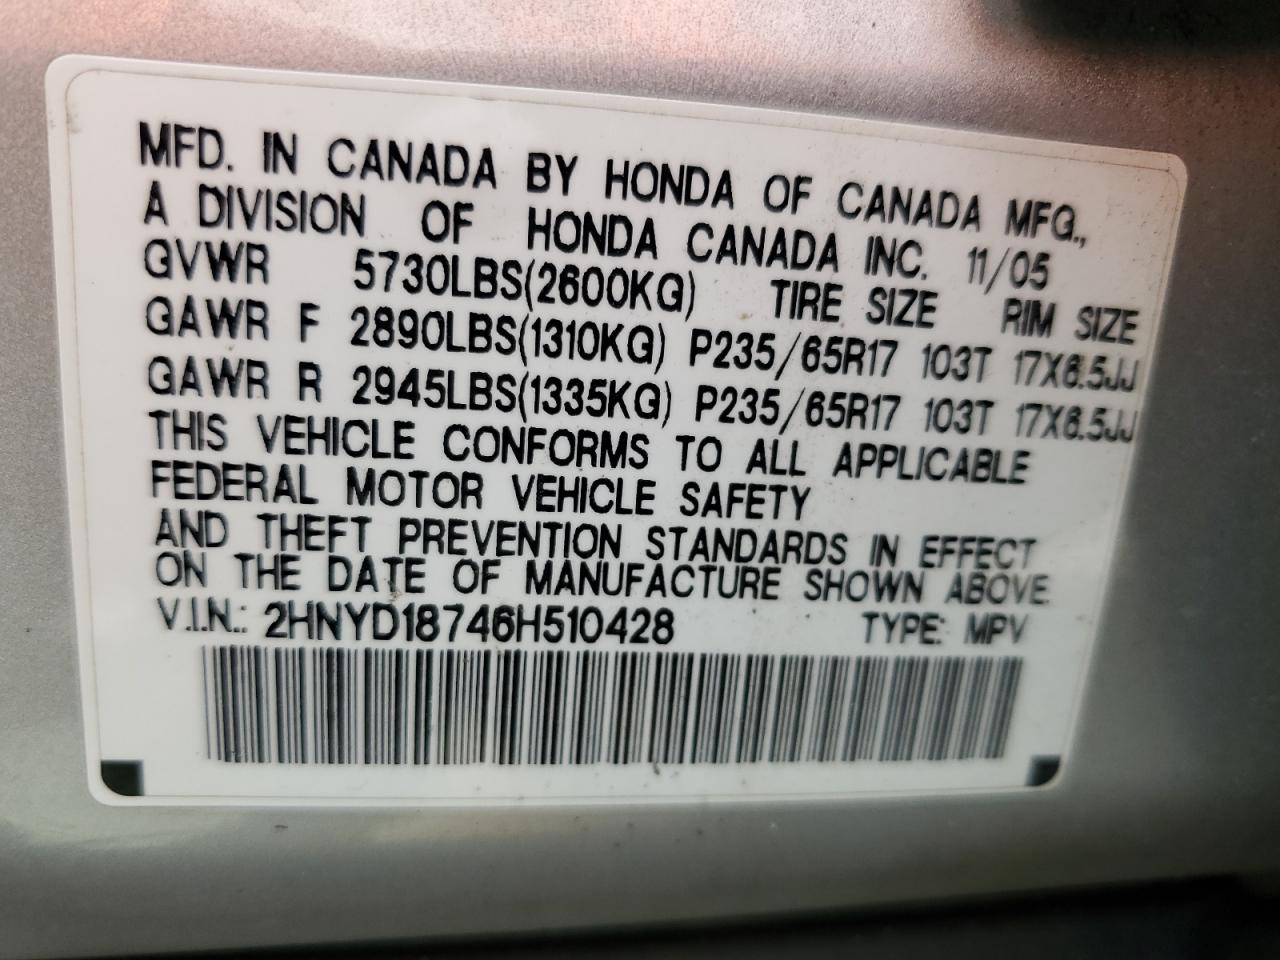 MFD. IN CANADA BY HONDA OF CANADA MFG.,
A DIVISION OF HONDA CANADA INC. 11/05
GVWR 5730LBS(2600KG) TIRE SIZE RIM SIZE
GAWR F 2890LBS(1310KG) P235/65R17 103T 17X6.5JJ
GAWR R 2945LBS(1335KG) P235/65R17 103T 17X6.5JJ
THIS VEHICLE CONFORMS TO ALL APPLICABLE
FEDERAL MOTOR VEHICLE SAFETY
AND THEFT PREVENTION STANDARDS IN EFFECT
ON THE DATE OF MANUFACTURE SHOWN ABOVE
V.I.N.: 2HNYD18746H510428 TYPE: MPV